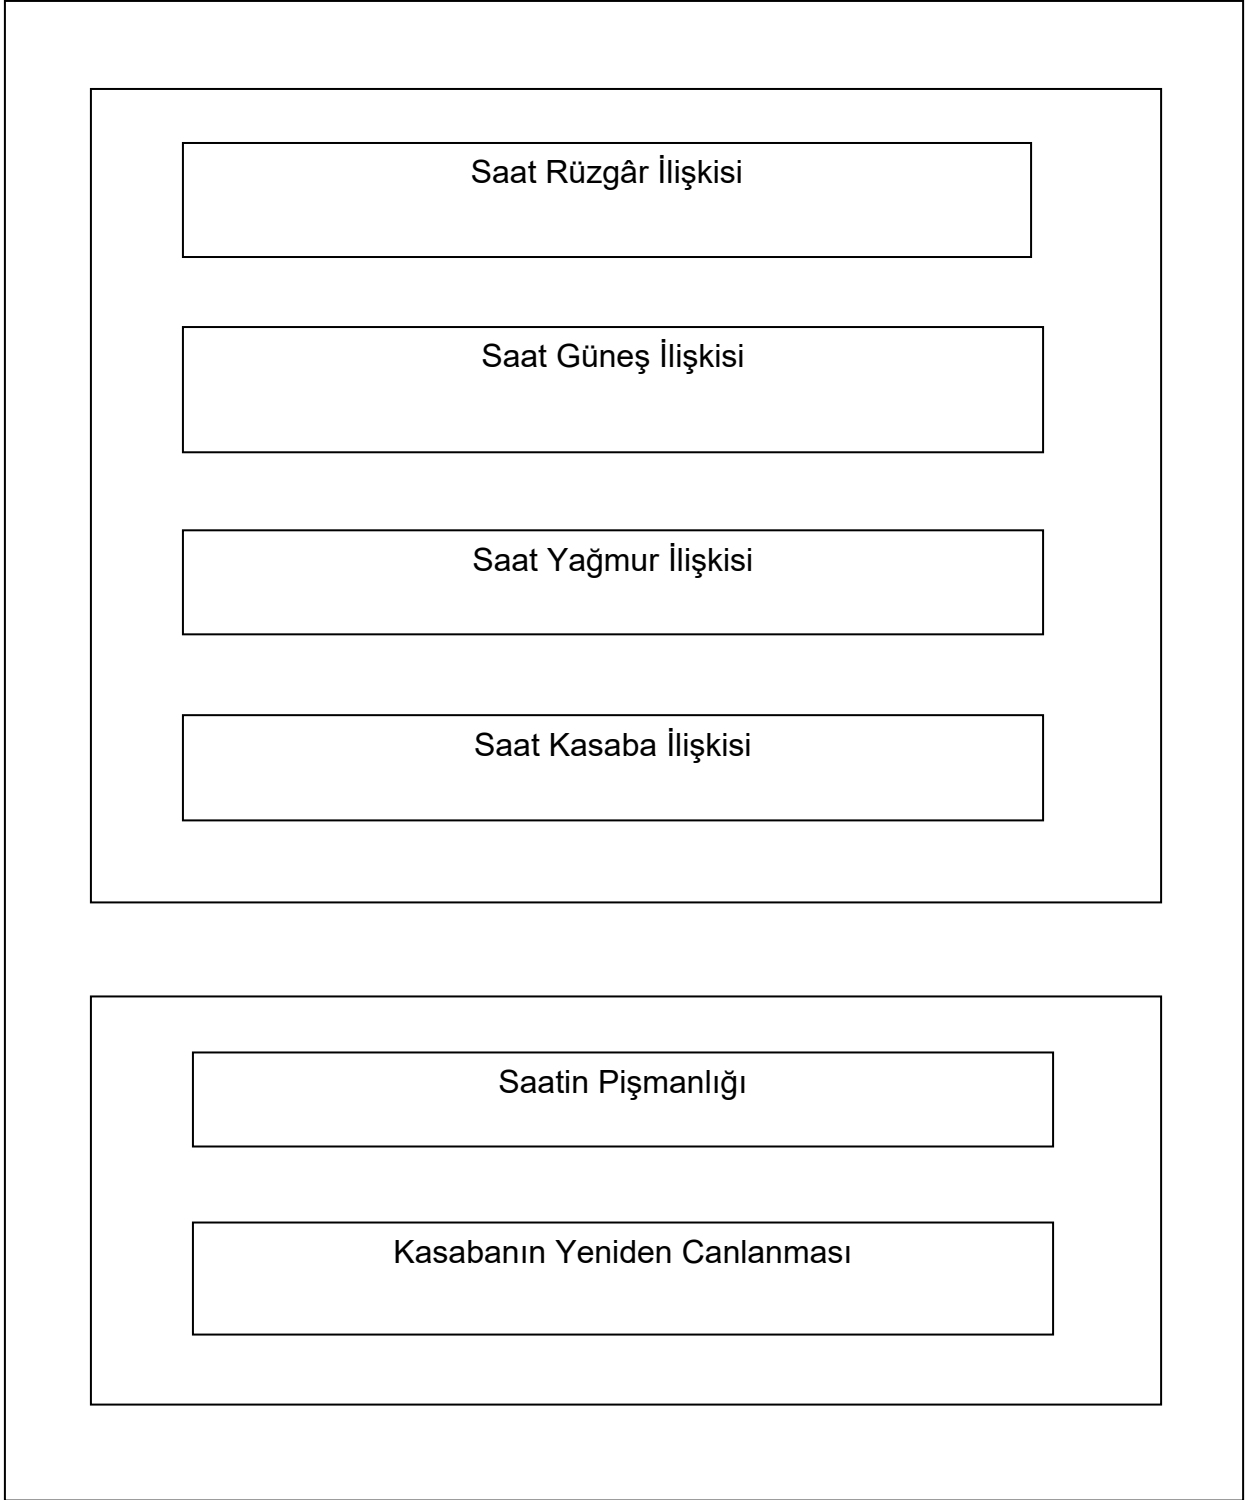 Saat Rüzgâr İlişkisi
Saat Güneş İlişkisi
Saat Yağmur İlişkisi
Saat Kasaba İlişkisi
Saatin Pişmanlığı
Kasabanın Yeniden Canlanması